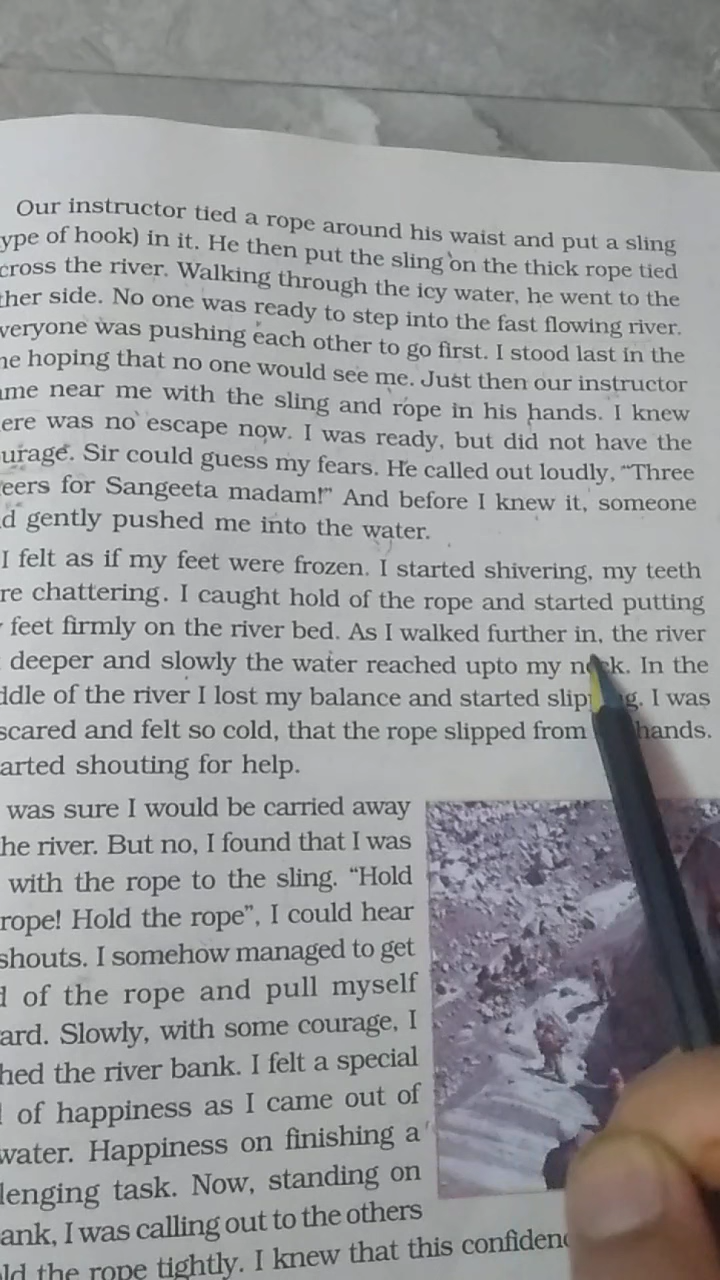 Our instructor tied a rope around his waist and put a sling
ype of hook) in it. He then put the sling on the thick rope tied
cross the river. Walking through the icy water, he went to the
ther side. No one was ready to step into the fast flowing river.
veryone was pushing each other to go first. I stood last in the
ne hoping that no one would see me. Just then our instructor
ame near me with the sling and rope in his hands. I knew
ere was no escape now. I was ready, but did not have the
urage. Sir could guess my fears. He called out loudly, “Three
eers for Sangeeta madam!” And before I knew it, someone
d gently pushed me into the water.
I felt as if my feet were frozen. I started shivering, my teeth
re chattering. I caught hold of the rope and started putting
feet firmly on the river bed. As I walked further in, the river
deeper and slowly the water reached upto my neck. In the
ddle of the river I lost my balance and started slipping. I was
scared and felt so cold, that the rope slipped from hands.
arted shouting for help.
was sure I would be carried away
he river. But no, I found that I was
with the rope to the sling. “Hold
rope! Hold the rope”, I could hear
shouts. I somehow managed to get
d of the rope and pull myself
ard. Slowly, with some courage, I
hed the river bank. I felt a special
of happiness as I came out of
water. Happiness on finishing a
lenging task. Now, standing on
ank, I was calling out to the others
ld the rope tightly. I knew that this confidenc